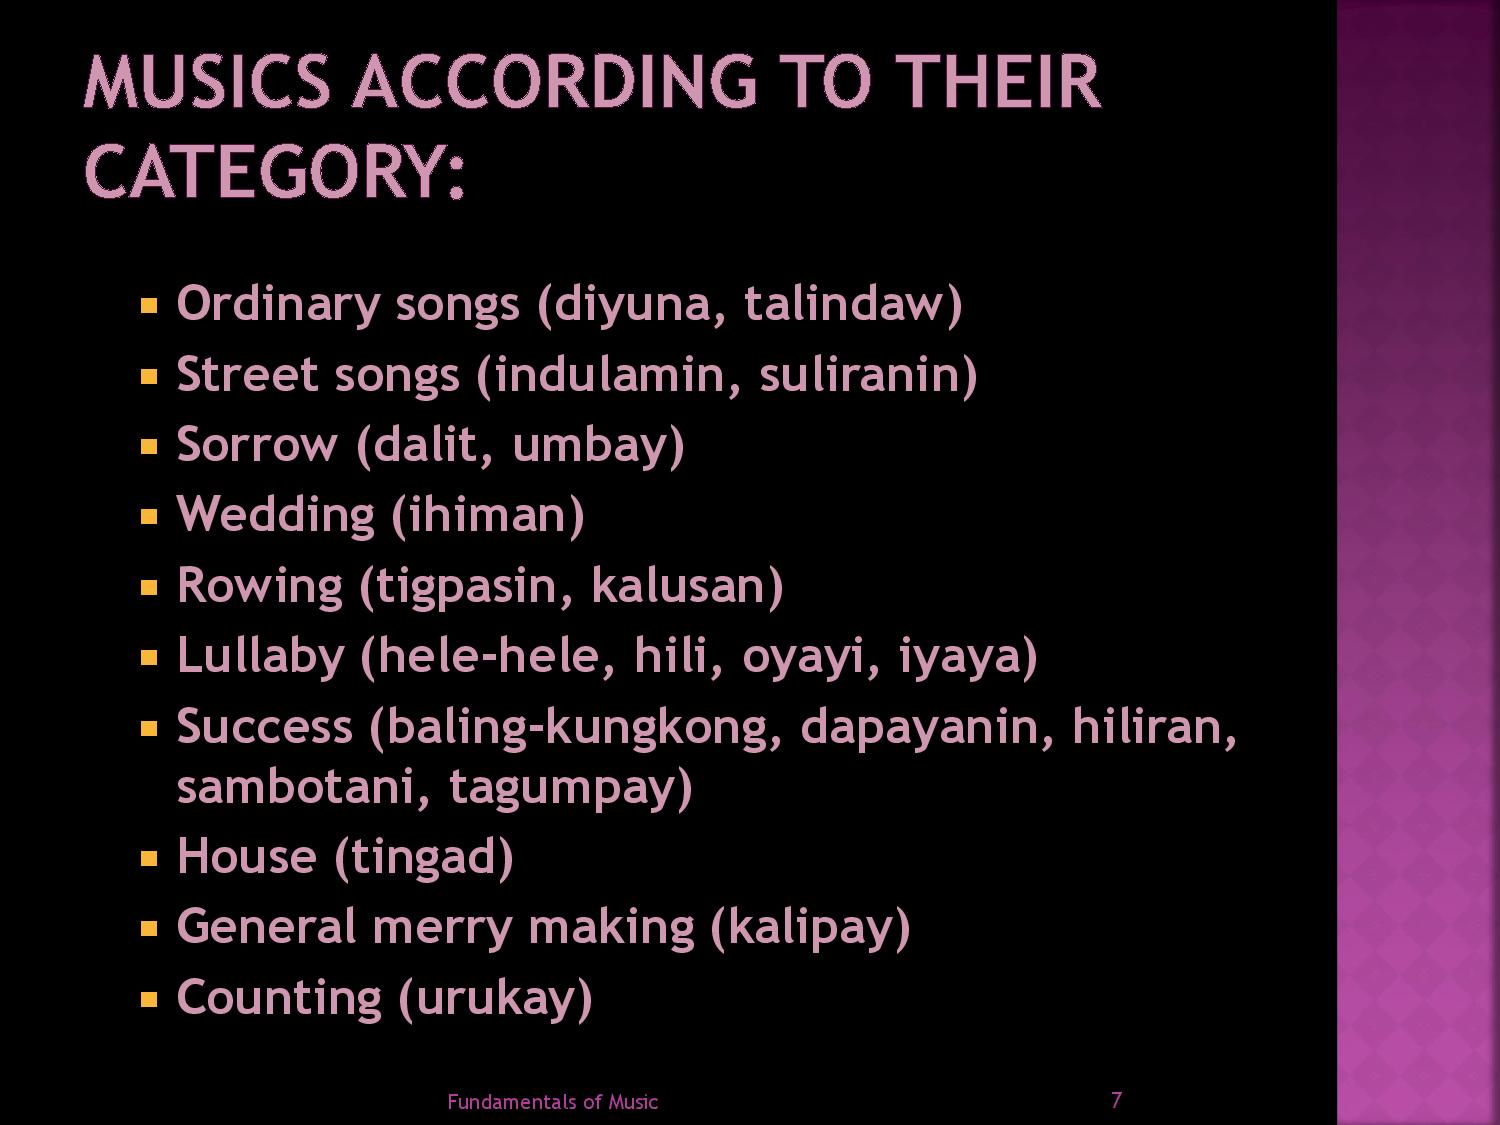 MUSICS ACCORDING TO THEIR
CATEGORY:
Ordinary songs (diyuna, talindaw)
Street songs (indulamin, suliranin)
Sorrow (dalit, umbay)
Wedding (ihiman)
Rowing (tigpasin, kalusan)
Lullaby (hele-hele, hili, oyayi, iyaya)
Success (baling-kungkong, dapayanin, hiliran,
sambotani, tagumpay)
House (tingad)
General merry making (kalipay)
Counting (urukay)
Fundamentals of Music
7